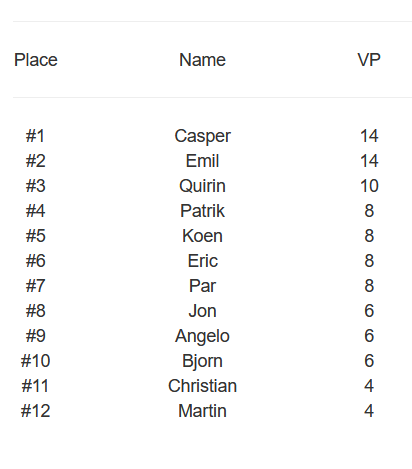 Place Name VP
#1 Casper 14
#2 Emil 14
#3 Quirin 10
#4 Patrik 8
#5 Koen 8
#6 Eric 8
#7 Par 8
#8 Jon 6
#9 Angelo 6
#10 Bjorn 6
#11 Christian 4
#12 Martin 4